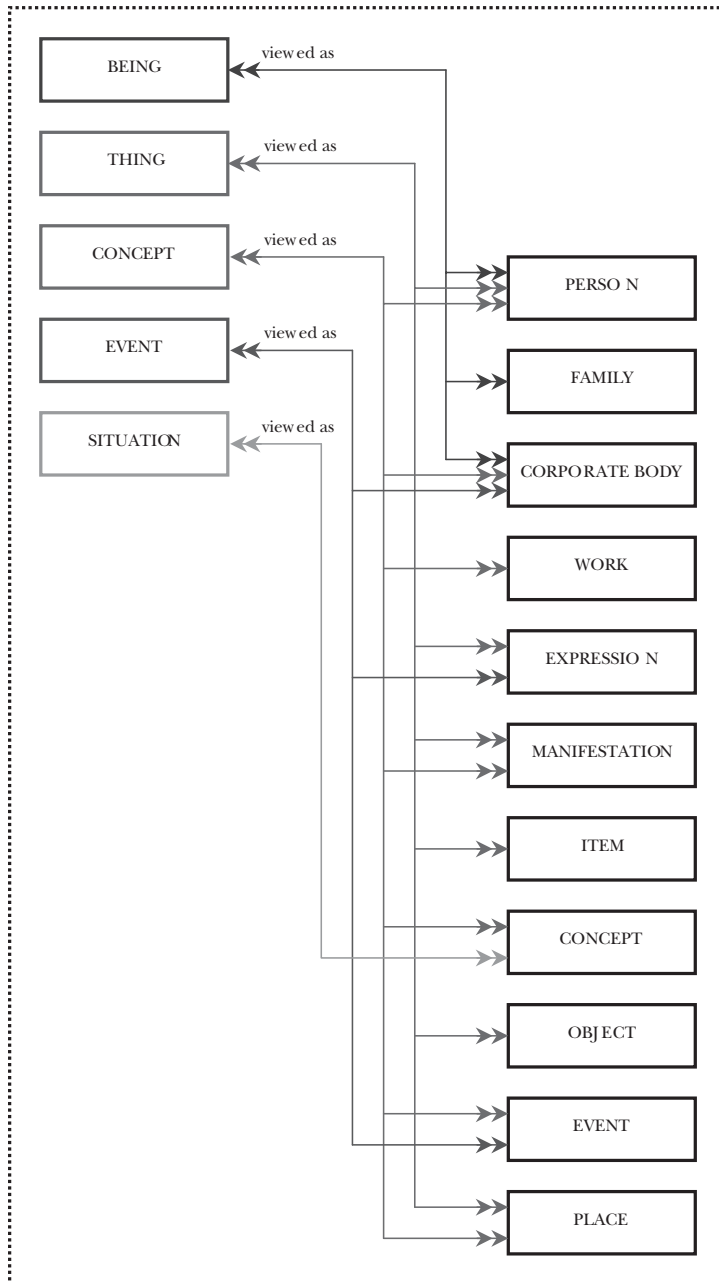 viewed as
BEING
viewed as
THING
viewed as
CONCEPT
viewed as
EVENT
viewed as
SITUATION
PERSON
FAMILY
CORPORATE BODY
WORK
EXPRESSION
MANIFESTATION
ITEM
CONCEPT
OBJECT
EVENT
PLACE